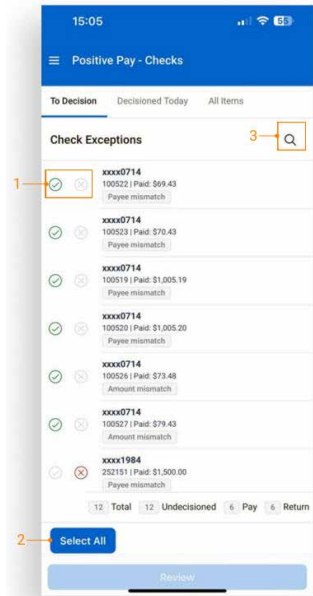 15:05
55
Positive Pay - Checks
To Decision Decisioned Today All Items
Check Exceptions
3
1
xxxx0714
100522 | Paid: $69.43
Payee mismatch
xxxx0714
100523 | Paid: $70.43
Payee mismatch
xxxx0714
100519 | Paid: $1,005.19
Payee mismatch
xxxx0714
100520 | Paid: $1,005.20
Payee mismatch
xxxx0714
100526 | Paid: $73.48
Amount mismatch
xxxx0714
100527 | Paid: $79.43
Amount mismatch
xxxx1984
252151 | Paid: $1,500.00
Payee mismatch
12 Total 12 Undecisioned 6 Pay 6 Return
2
Select All
Review